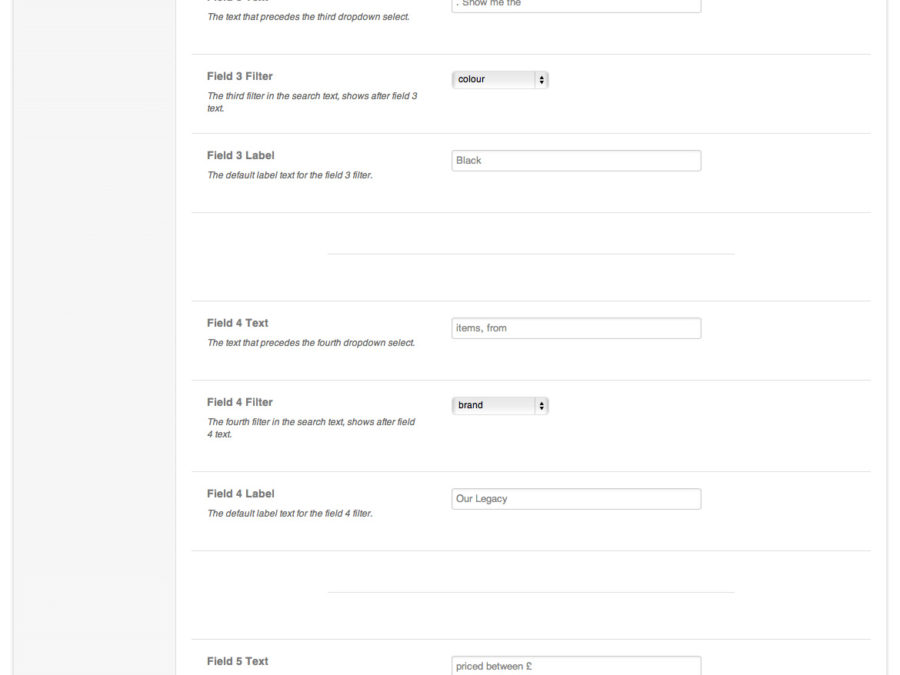 . Show me the
The text that precedes the third dropdown select.
Field 3 Filter
colour
The third filter in the search text, shows after field 3
text.
Field 3 Label
Black
The default label text for the field 3 filter.
Field 4 Text
items, from
The text that precedes the fourth dropdown select.
Field 4 Filter
brand
The fourth filter in the search text, shows after field
4 text.
Field 4 Label
Our Legacy
The default label text for the field 4 filter.
Field 5 Text
priced between £